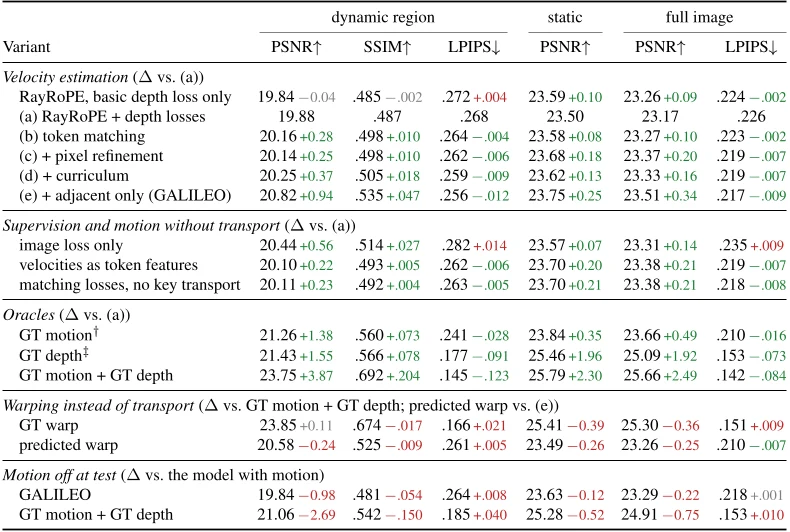 dynamic region static full image
Variant PSNR↑ SSIM↑ LPIPS↓ PSNR↑ PSNR↑ LPIPS↓
Velocity estimation (Δ vs. (a))
RayRoPE, basic depth loss only 19.84 −0.04 .485 −.002 .272 +.004 23.59 +0.10 23.26 +0.09 .224 −.002
(a) RayRoPE + depth losses 19.88 .487 .268 23.50 23.17 .226
(b) token matching 20.16 +0.28 .498 +.010 .264 −.004 23.58 +0.08 23.27 +0.10 .223 −.002
(c) + pixel refinement 20.14 +0.25 .498 +.010 .262 −.006 23.68 +0.18 23.37 +0.20 .219 −.007
(d) + curriculum 20.25 +0.37 .505 +.018 .259 −.009 23.62 +0.13 23.33 +0.16 .219 −.007
(e) + adjacent only (GALILEO) 20.82 +0.94 .535 +.047 .256 −.012 23.75 +0.25 23.51 +0.34 .217 −.009
Supervision and motion without transport (Δ vs. (a))
image loss only 20.44 +0.56 .514 +.027 .282 +.014 23.57 +0.07 23.31 +0.14 .235 +.009
velocities as token features 20.10 +0.22 .493 +.005 .262 −.006 23.70 +0.20 23.38 +0.21 .219 −.007
matching losses, no key transport 20.11 +0.23 .492 +.004 .263 −.005 23.70 +0.21 23.38 +0.21 .218 −.008
Oracles (Δ vs. (a))
GT motion† 21.26 +1.38 .560 +.073 .241 −.028 23.84 +0.35 23.66 +0.49 .210 −.016
GT depth‡ 21.43 +1.55 .566 +.078 .177 −.091 25.46 +1.96 25.09 +1.92 .153 −.073
GT motion + GT depth 23.75 +3.87 .692 +.204 .145 −.123 25.79 +2.30 25.66 +2.49 .142 −.084
Warping instead of transport (Δ vs. GT motion + GT depth; predicted warp vs. (e))
GT warp 23.85 +0.11 .674 −.017 .166 +.021 25.41 −0.39 25.30 −0.36 .151 +.009
predicted warp 20.58 −0.24 .525 −.009 .261 +.005 23.49 −0.26 23.26 −0.25 .210 −.007
Motion off at test (Δ vs. the model with motion)
GALILEO 19.84 −0.98 .481 −.054 .264 +.008 23.63 −0.12 23.29 −0.22 .218 +.001
GT motion + GT depth 21.06 −2.69 .542 −.150 .185 +.040 25.28 −0.52 24.91 −0.75 .153 +.010